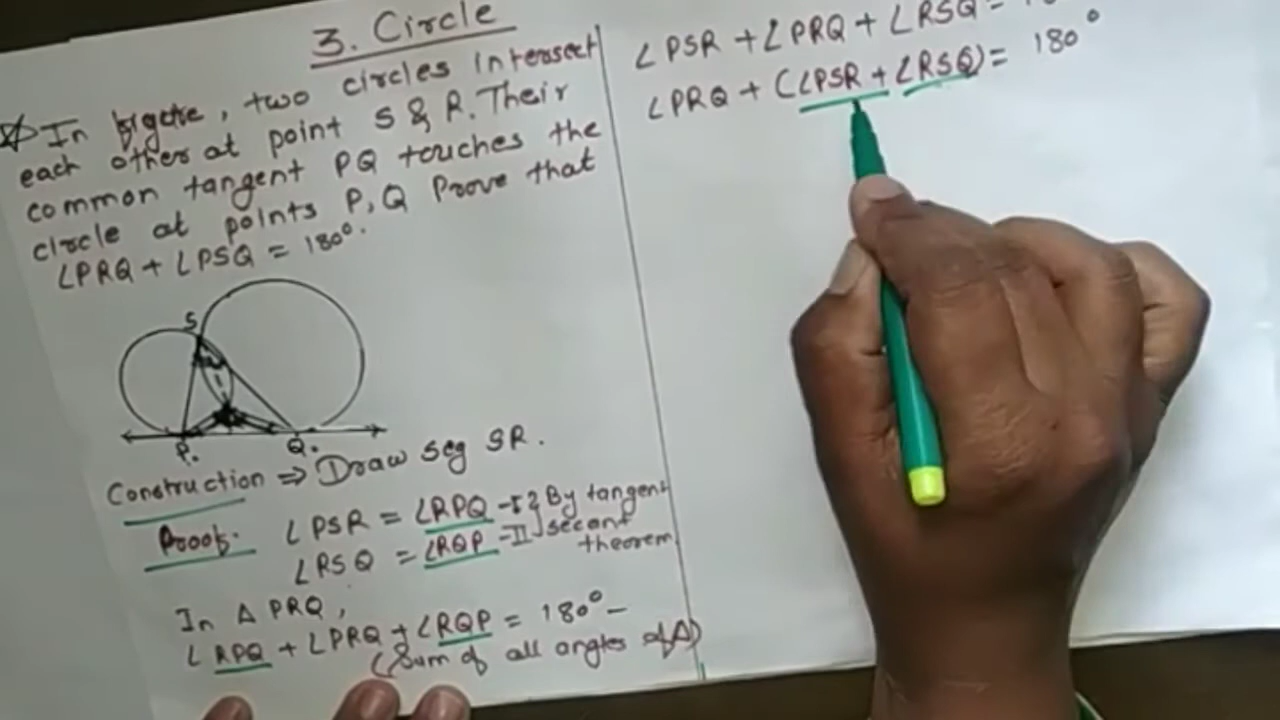 3. Circle
In figure, two circles intersect
each other at point S & R. Their
common tangent PQ touches the
circle at points P, Q Prove that
∠PRQ + ∠PSQ = 180°.
S
P. Q.
Construction ⇒ Draw seg SR.
Proof:- ∠PSR = ∠RPQ - I } By tangent
∠RSQ = ∠RQP - II } secant
theorem
In Δ PRQ,
∠RPQ + ∠PRQ + ∠RQP = 180° -
(Sum of all angles of Δ)
∠PSR + ∠PRQ + ∠RSQ =
∠PRQ + (∠PSR + ∠RSQ) = 180°